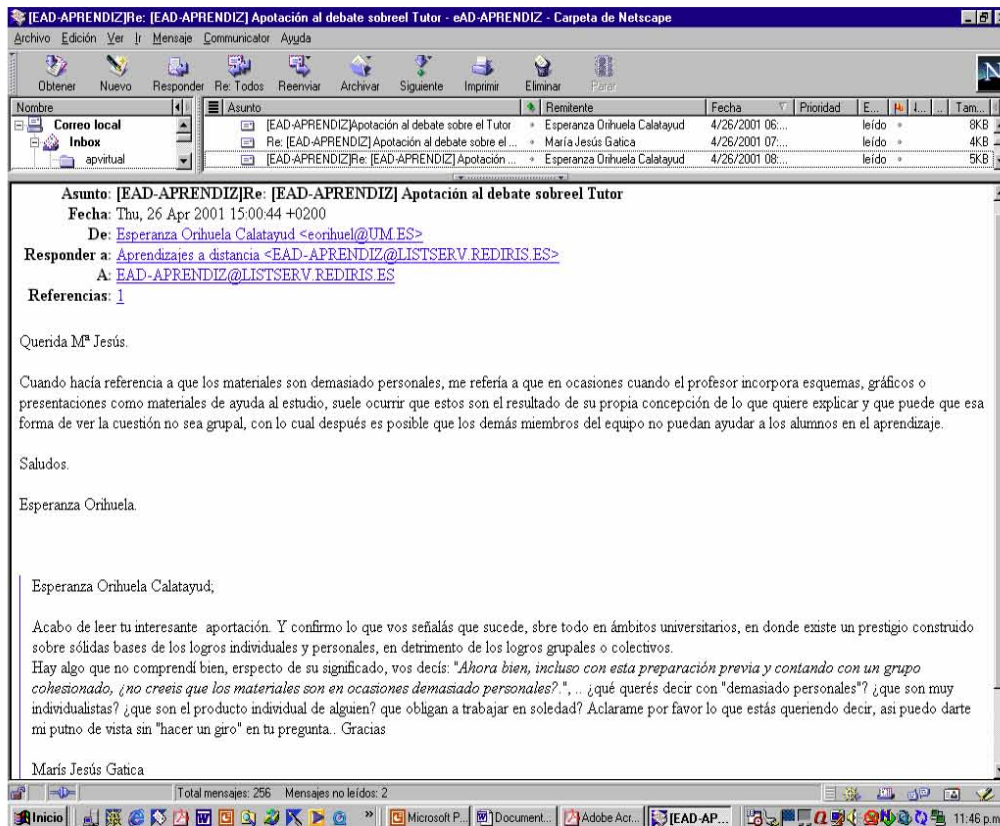 [EAD-APRENDIZ]Re: [EAD-APRENDIZ] Apotación al debate sobreel Tutor - eAD-APRENDIZ - Carpeta de Netscape
Archivo Edición Ver Ir Mensaje Communicator Ayuda
Obtener Nuevo Responder Re: Todos Reenviar Archivar Siguiente Imprimir Eliminar Parar
Nombre Asunto Remitente Fecha Prioridad E... Tam...
Correo local [EAD-APRENDIZ]Apotación al debate sobre el Tutor Esperanza Orihuela Calatayud 4/26/2001 06:... leído 8KB
Inbox Re: [EAD-APRENDIZ]Apotación al debate sobre el ... María Jesús Gatica 4/26/2001 07:... leído 4KB
apvirtual [EAD-APRENDIZ]Re: [EAD-APRENDIZ] Apotación ... Esperanza Orihuela Calatayud 4/26/2001 08:... leído 5KB
Asunto: [EAD-APRENDIZ]Re: [EAD-APRENDIZ] Apotación al debate sobreel Tutor
Fecha: Thu, 26 Apr 2001 15:00:44 +0200
De: Esperanza Orihuela Calatayud <eorihuel@UM.ES>
Responder a: Aprendizajes a distancia <EAD-APRENDIZ@LISTSERV.REDIRIS.ES>
A: EAD-APRENDIZ@LISTSERV.REDIRIS.ES
Referencias: 1
Querida Mª Jesús.
Cuando hacía referencia a que los materiales son demasiado personales, me refería a que en ocasiones cuando el profesor incorpora esquemas, gráficos o
presentaciones como materiales de ayuda al estudio, suele ocurrir que estos son el resultado de su propia concepción de lo que quiere explicar y que puede que esa
forma de ver la cuestión no sea grupal, con lo cual después es posible que los demás miembros del equipo no puedan ayudar a los alumnos en el aprendizaje.
Saludos.
Esperanza Orihuela.
Esperanza Orihuela Calatayud;
Acabo de leer tu interesante aportación. Y confirmo lo que vos señalás que sucede, sbre todo en ámbitos universitarios, en donde existe un prestigio construido
sobre sólidas bases de los logros individuales y personales, en detrimento de los logros grupales o colectivos.
Hay algo que no comprendí bien, erspecto de su significado, vos decís: "Ahora bien, incluso con esta preparación previa y contando con un grupo
cohesionado, ¿no creeis que los materiales son en ocasiones demasiado personales?.", .. ¿qué querés decir con "demasiado personales"? ¿que son muy
individualistas? ¿que son el producto individual de alguien? que obligan a trabajar en soledad? Aclarame por favor lo que estás queriendo decir, asi puedo darte
mi putno de vista sin "hacer un giro" en tu pregunta.. Gracias
Marís Jesús Gatica
Total mensajes: 256 Mensajes no leídos: 2
Inicio Microsoft P... Document... Adobe Acr... [EAD-AP... 11:46 p.m.